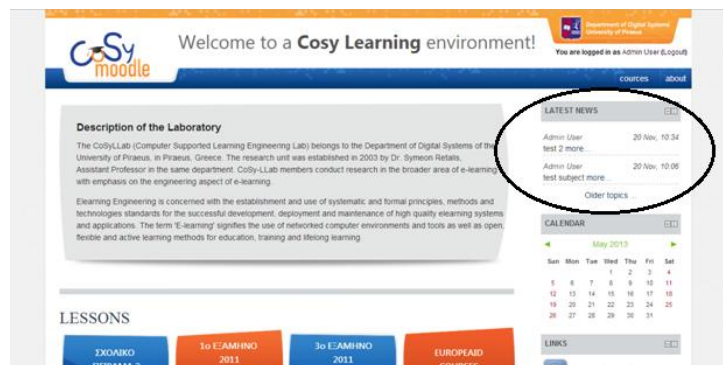 CoSy
moodle
Welcome to a Cosy Learning environment!
Department of Digital Systems
University of Piraeus
You are logged in as Admin User (Logout)
cources about
Description of the Laboratory
The CoSyLLab (Computer Supported Learning Engineering Lab) belongs to the Department of Digital Systems of the
University of Piraeus, in Piraeus, Greece. The research unit was established in 2003 by Dr. Symeon Retalis,
Assistant Professor in the same department. CoSy-LLab members conduct research in the broader area of e-learning
with emphasis on the engineering aspect of e-learning.
Elearning Engineering is concerned with the establishment and use of systematic and formal principles, methods and
technologies standards for the successful development, deployment and maintenance of high quality elearning systems
and applications. The term 'E-learning' signifies the use of networked computer environments and tools as well as open,
flexible and active learning methods for education, training and lifelong learning
LATEST NEWS
Admin User 20 Nov, 10:34
test 2 more...
Admin User 20 Nov, 10:06
test subject more...
Older topics ...
CALENDAR
◄ May 2013 ►
Sun Mon Tue Wed Thu Fri Sat
1 2 3 4
5 6 7 8 9 10 11
12 13 14 15 16 17 18
19 20 21 22 23 24 25
26 27 28 29 30 31
LINKS
LESSONS
ΣΧΟΛΙΚΟ
1ο ΕΞΑΜΗΝΟ
2011
3ο ΕΞΑΜΗΝΟ
2011
EUROPEAID